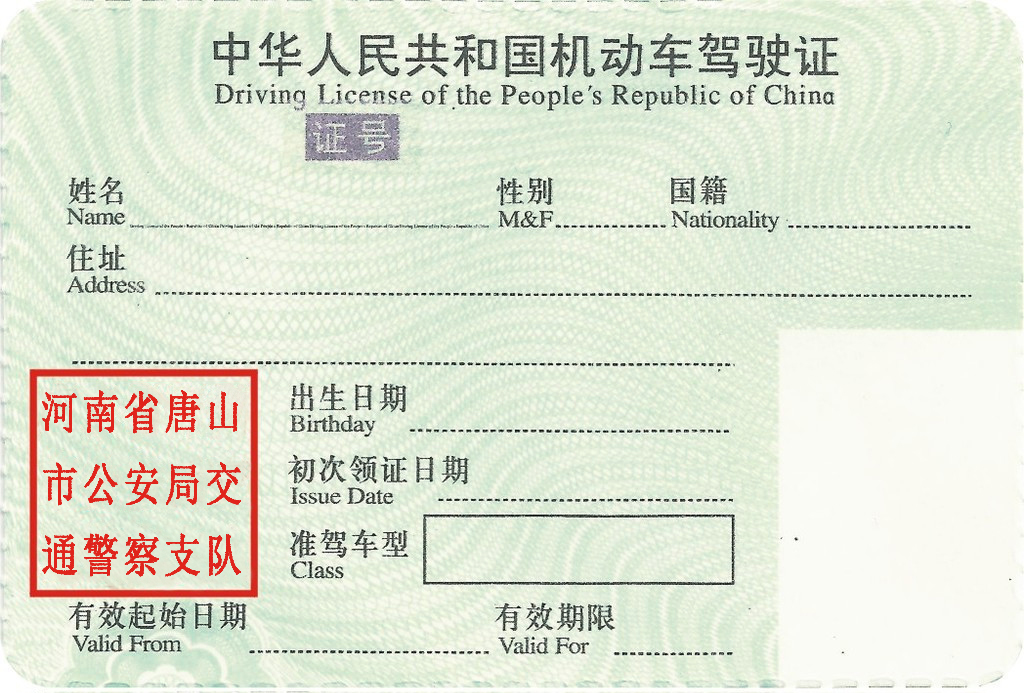 中华人民共和国机动车驾驶证
Driving License of the People's Republic of China
证号
姓名 性别 国籍
Name M&F Nationality
住址
Address
河南省唐山
市公安局交
通警察支队
出生日期
Birthday
初次领证日期
Issue Date
准驾车型
Class
有效起始日期 有效期限
Valid From Valid For